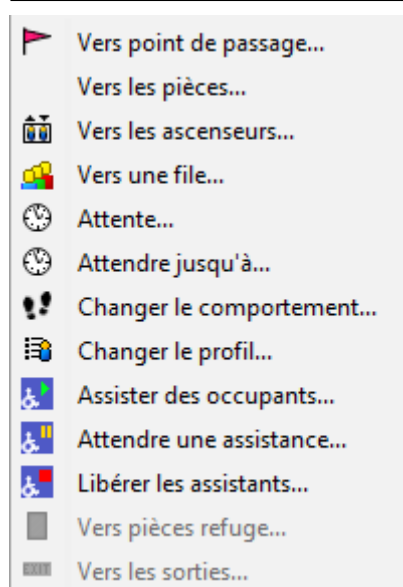 Vers point de passage...
Vers les pièces...
Vers les ascenseurs...
Vers une file...
Attente...
Attendre jusqu'à...
Changer le comportement...
Changer le profil...
Assister des occupants...
Attendre une assistance...
Libérer les assistants...
Vers pièces refuge...
EXIT Vers les sorties...